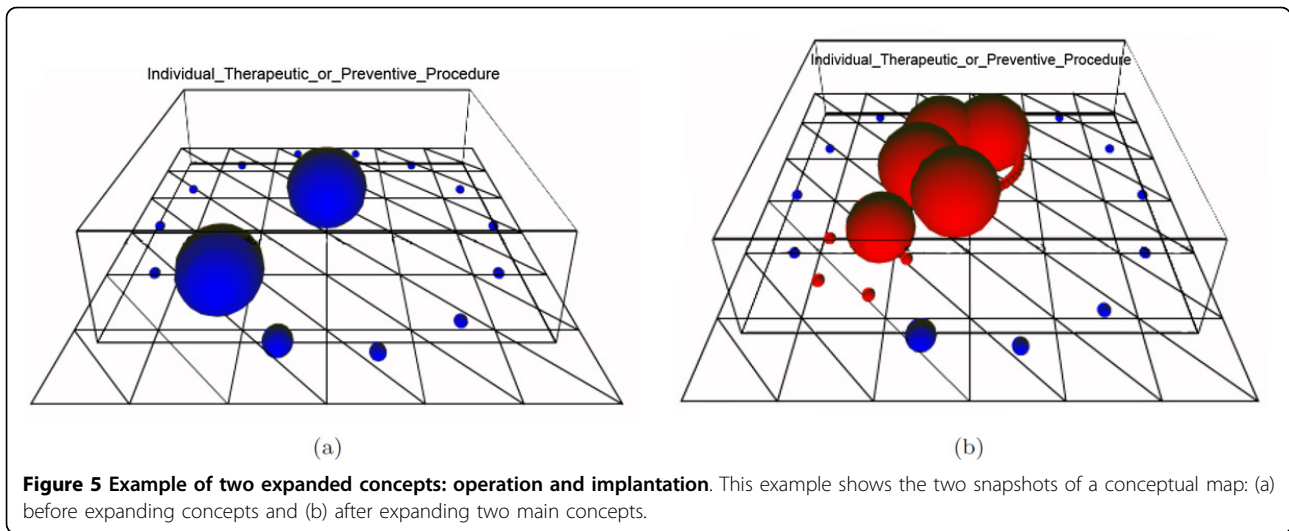 Individual_Therapeutic_or_Preventive_Procedure
Individual_Therapeutic_or_Preventive_Procedure
(a)
(b)
Figure 5 Example of two expanded concepts: operation and implantation. This example shows the two snapshots of a conceptual map: (a)
before expanding concepts and (b) after expanding two main concepts.